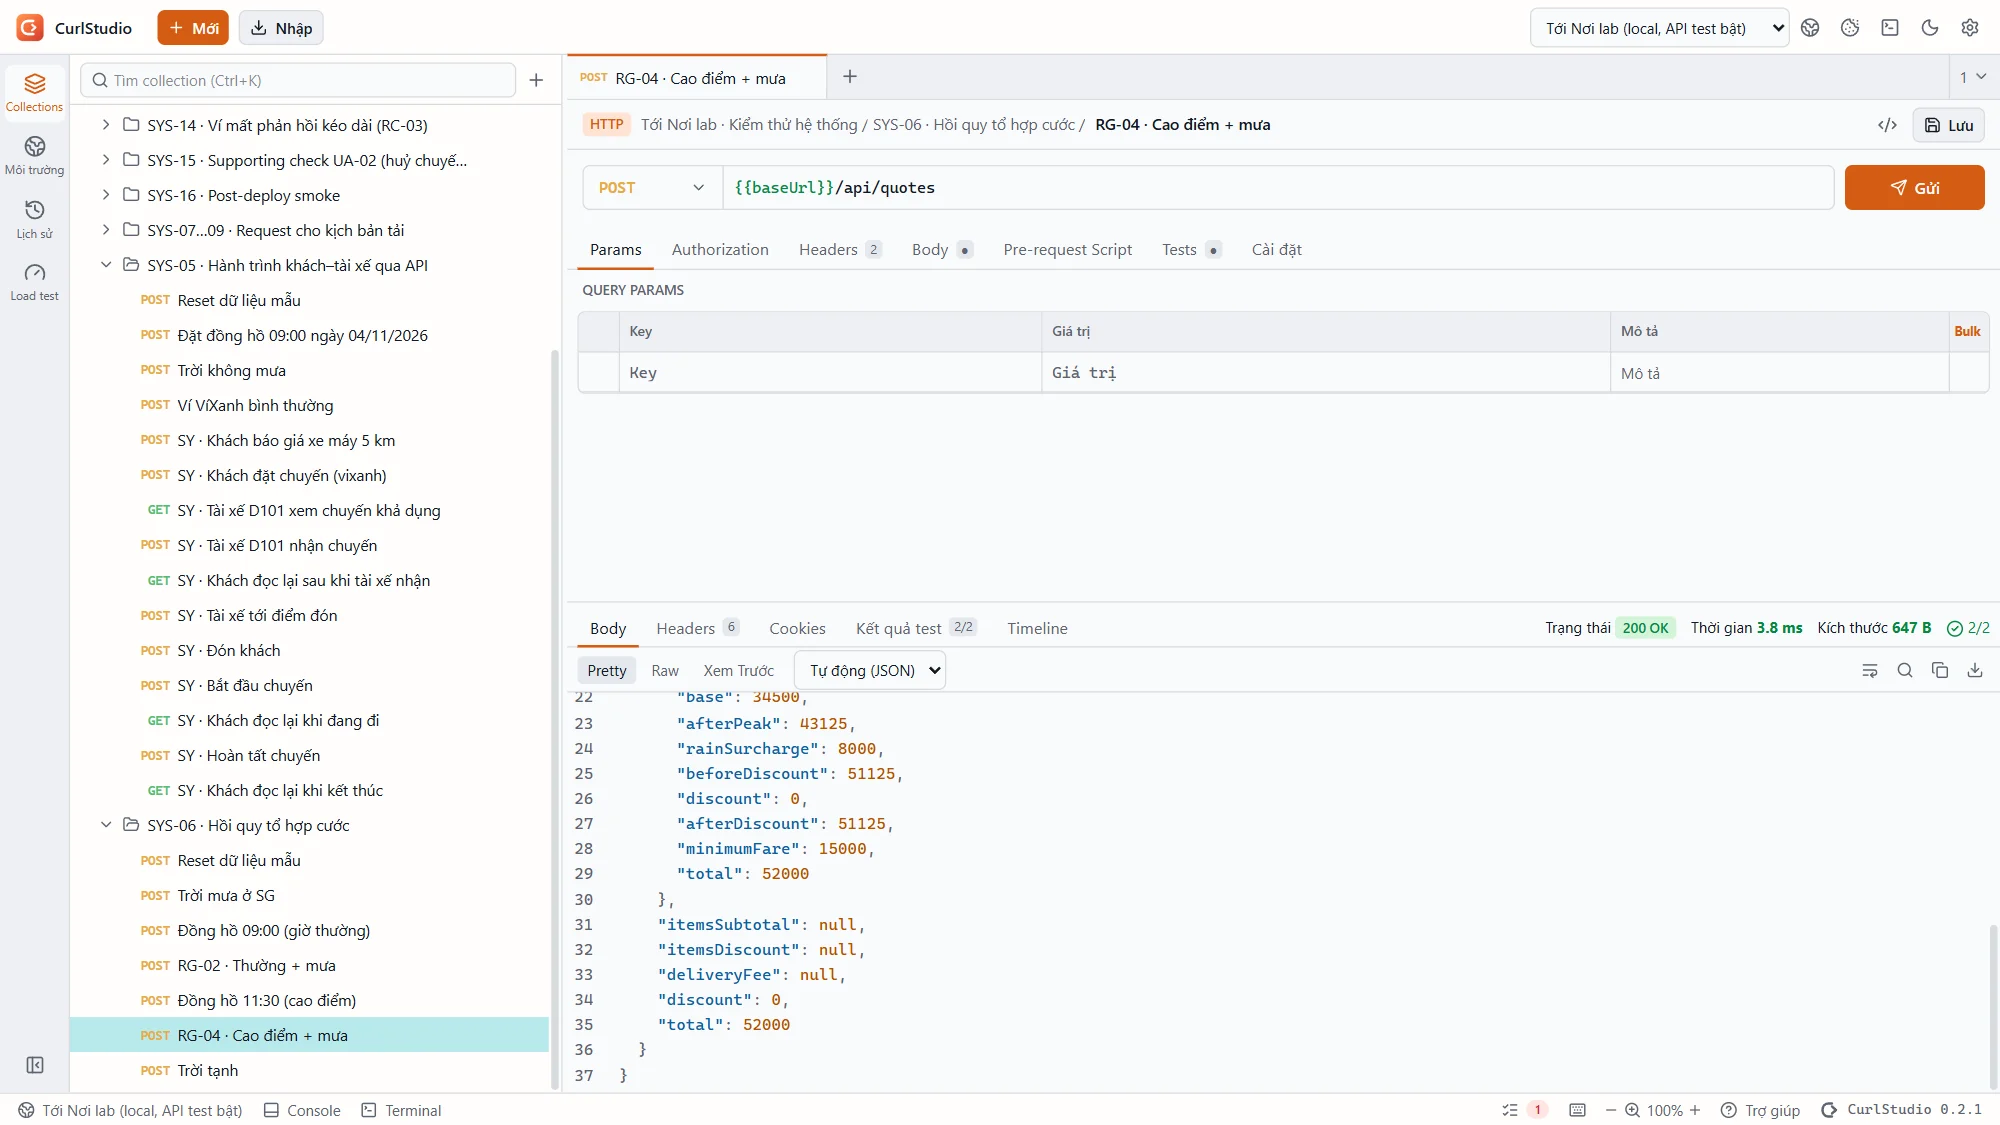 CurlStudio
Mới
Nhập
Tới Nơi lab (local, API test bật)
Collections
Môi trường
Lịch sử
Load test
Tìm collection (Ctrl+K)
SYS-14 · Ví mất phản hồi kéo dài (RC-03)
SYS-15 · Supporting check UA-02 (huỷ chuyế...
SYS-16 · Post-deploy smoke
SYS-07...09 · Request cho kịch bản tải
SYS-05 · Hành trình khách–tài xế qua API
POST Reset dữ liệu mẫu
POST Đặt đồng hồ 09:00 ngày 04/11/2026
POST Trời không mưa
POST Ví VíXanh bình thường
POST SY · Khách báo giá xe máy 5 km
POST SY · Khách đặt chuyến (vixanh)
GET SY · Tài xế D101 xem chuyến khả dụng
POST SY · Tài xế D101 nhận chuyến
GET SY · Khách đọc lại sau khi tài xế nhận
POST SY · Tài xế tới điểm đón
POST SY · Đón khách
POST SY · Bắt đầu chuyến
GET SY · Khách đọc lại khi đang đi
POST SY · Hoàn tất chuyến
GET SY · Khách đọc lại khi kết thúc
SYS-06 · Hồi quy tổ hợp cước
POST Reset dữ liệu mẫu
POST Trời mưa ở SG
POST Đồng hồ 09:00 (giờ thường)
POST RG-02 · Thường + mưa
POST Đồng hồ 11:30 (cao điểm)
POST RG-04 · Cao điểm + mưa
POST Trời tạnh
POST RG-04 · Cao điểm + mưa
1
HTTP Tới Nơi lab · Kiểm thử hệ thống / SYS-06 · Hồi quy tổ hợp cước / RG-04 · Cao điểm + mưa
Lưu
POST {{baseUrl}}/api/quotes
Gửi
Params Authorization Headers 2 Body Pre-request Script Tests Cài đặt
QUERY PARAMS
Key Giá trị Mô tả Bulk
Key Giá trị Mô tả
Body Headers 6 Cookies Kết quả test 2/2 Timeline
Trạng thái 200 OK Thời gian 3.8 ms Kích thước 647 B 2/2
Pretty Raw Xem Trước Tự động (JSON)
22 "base": 34500,
23 "afterPeak": 43125,
24 "rainSurcharge": 8000,
25 "beforeDiscount": 51125,
26 "discount": 0,
27 "afterDiscount": 51125,
28 "minimumFare": 15000,
29 "total": 52000
30 },
31 "itemsSubtotal": null,
32 "itemsDiscount": null,
33 "deliveryFee": null,
34 "discount": 0,
35 "total": 52000
36 }
37 }
Tới Nơi lab (local, API test bật) Console Terminal
1 100% Trợ giúp CurlStudio 0.2.1